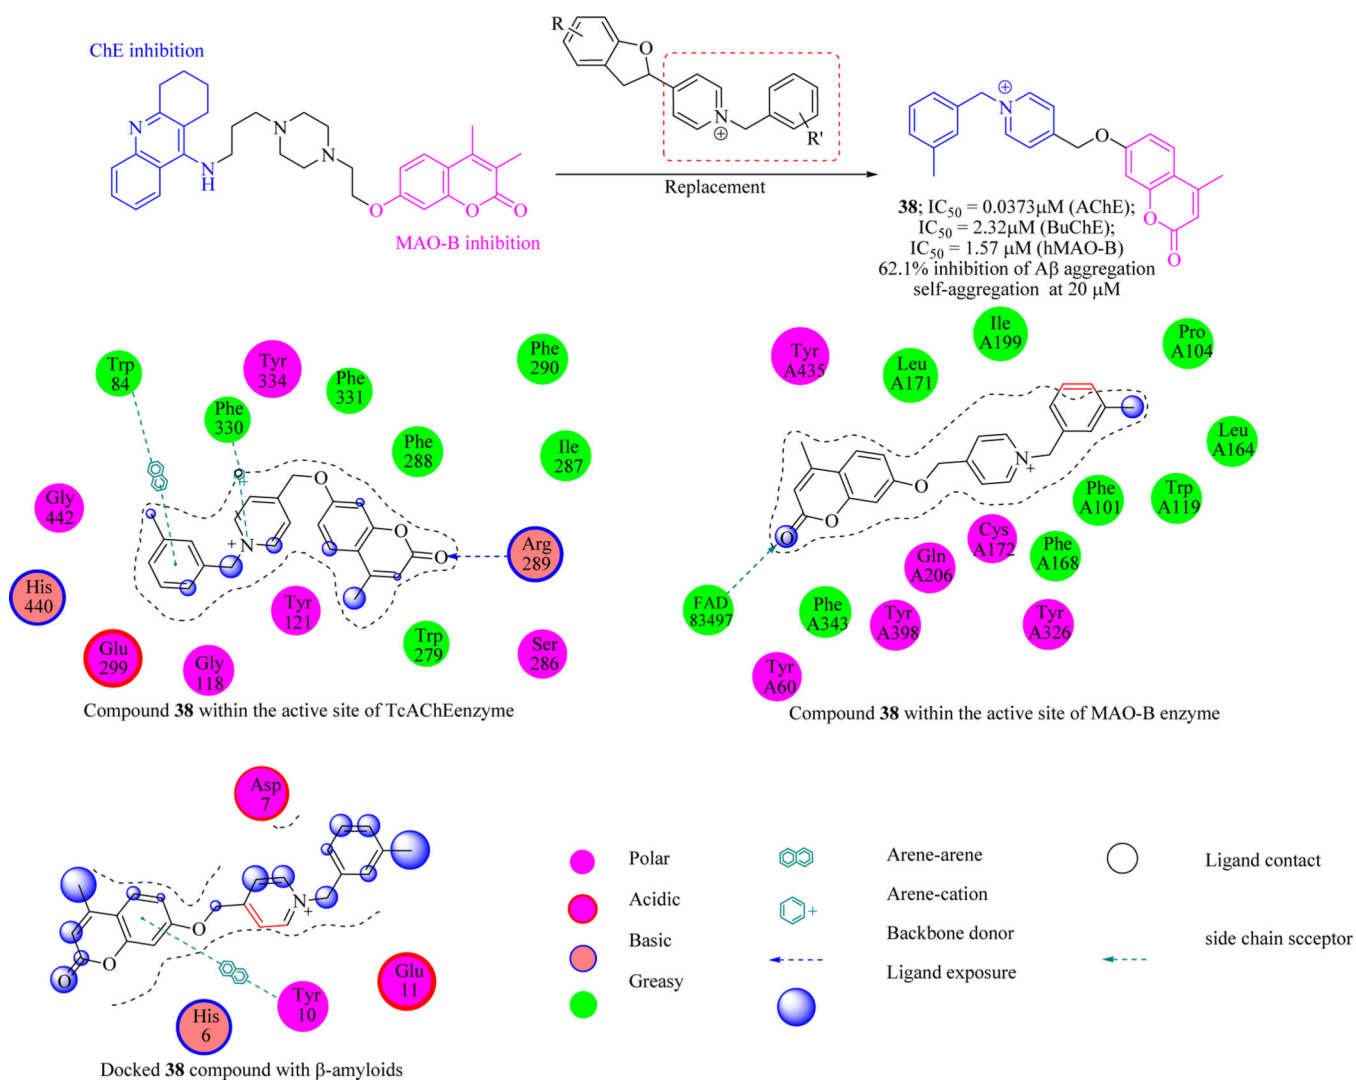 ChE inhibition
N
N
H
N
N
O
O
O
MAO-B inhibition
R
O
N
⊕
R'
Replacement
⊕
N
O
O
O
38; IC50 = 0.0373μM (AChE);
IC50 = 2.32μM (BuChE);
IC50 = 1.57 μM (hMAO-B)
62.1% inhibition of Aβ aggregation
self-aggregation at 20 μM
Trp
84
Tyr
334
Phe
290
Phe
331
Phe
330
Phe
288
Ile
287
Gly
442
O
+
N
O
O
Arg
289
His
440
Tyr
121
Glu
299
Gly
118
Trp
279
Ser
286
Compound 38 within the active site of TcAChEenzyme
Tyr
A435
Leu
A171
Ile
A199
Pro
A104
Leu
A164
N
+
O
O
O
Phe
A101
Trp
A119
Cys
A172
Gln
A206
Phe
A168
FAD
83497
Phe
A343
Tyr
A398
Tyr
A326
Tyr
A60
Compound 38 within the active site of MAO-B enzyme
Asp
7
N
+
O
O
O
Tyr
10
Glu
11
His
6
Docked 38 compound with β-amyloids
Polar
Acidic
Basic
Greasy
Arene-arene
+
Arene-cation
Backbone donor
Ligand exposure
Ligand contact
side chain scceptor